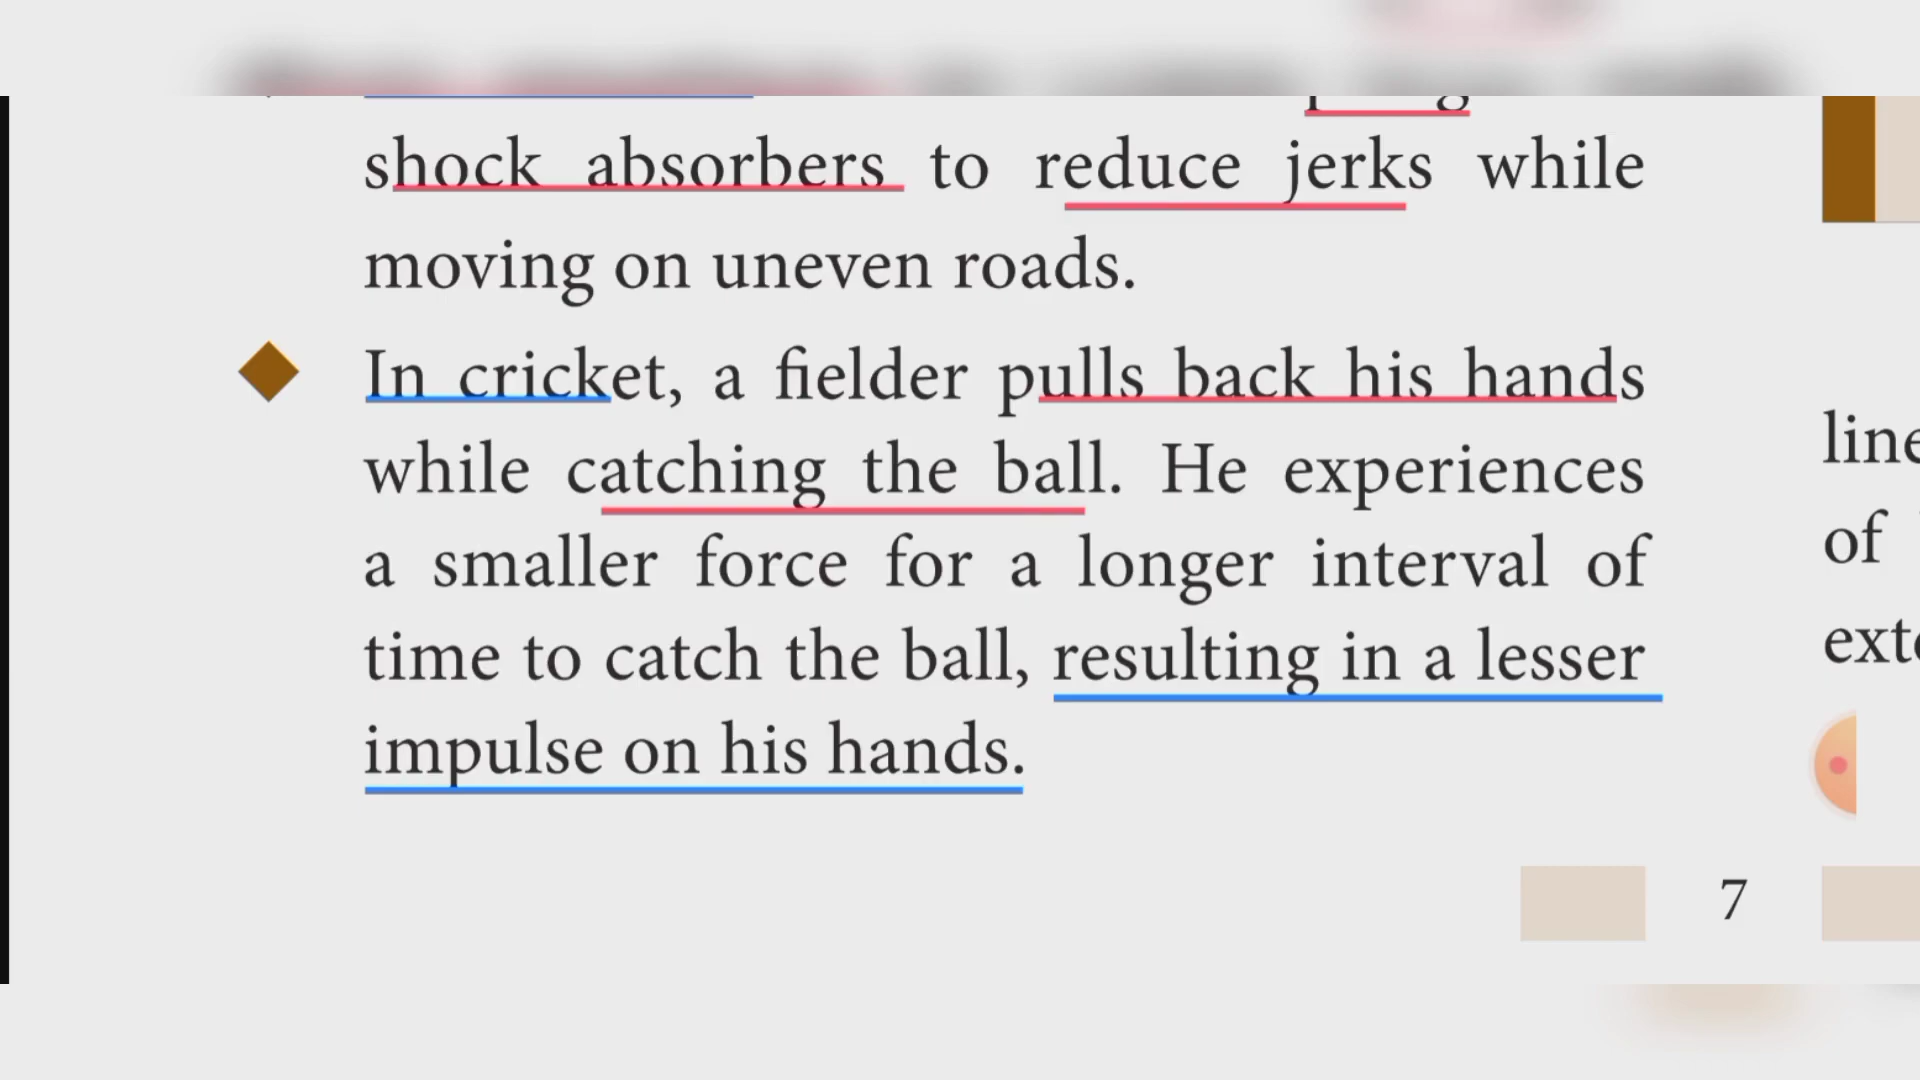 shock absorbers to reduce jerks while
moving on uneven roads.
In cricket, a fielder pulls back his hands
while catching the ball. He experiences
a smaller force for a longer interval of
time to catch the ball, resulting in a lesser
impulse on his hands.
7
of